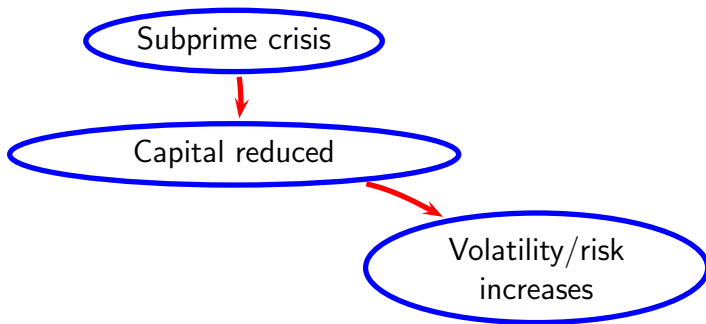 Subprime crisis
Capital reduced
Volatility/risk
increases